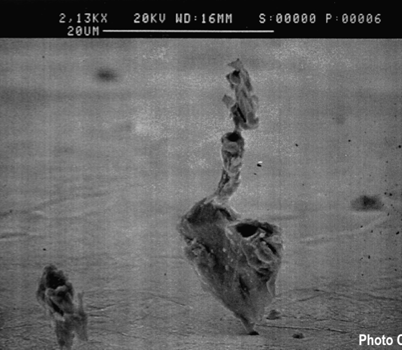 2,13KX 20KV WD:16MM S:00000 P:00006
20UM
Photo C